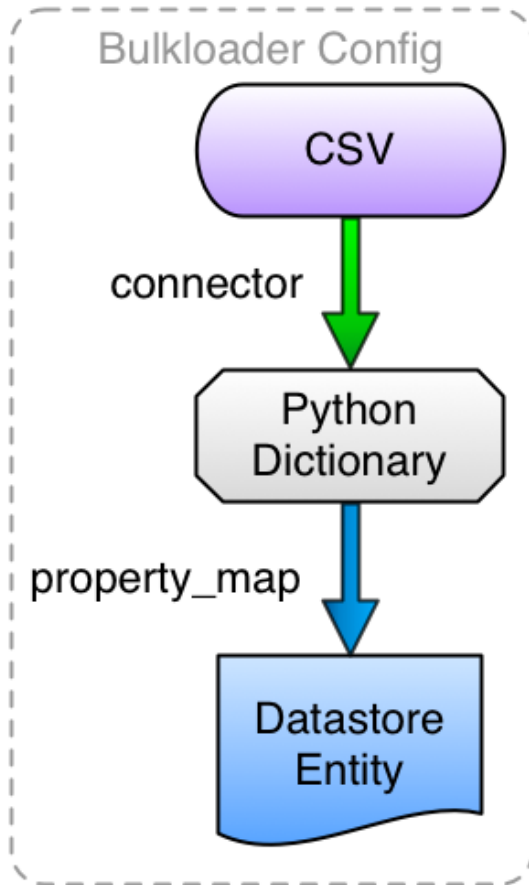 Bulkloader Config
CSV
connector
Python
Dictionary
property_map
Datastore
Entity